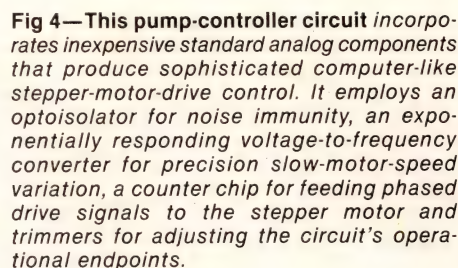 Fig 4—This pump-controller circuit incorpo-
rates inexpensive standard analog components
that produce sophisticated computer-like
stepper-motor-drive control. It employs an
optoisolator for noise immunity, an expo-
nentially responding voltage-to-frequency
converter for precision slow-motor-speed
variation, a counter chip for feeding phased
drive signals to the stepper motor and
trimmers for adjusting the circuit's opera-
tional endpoints.